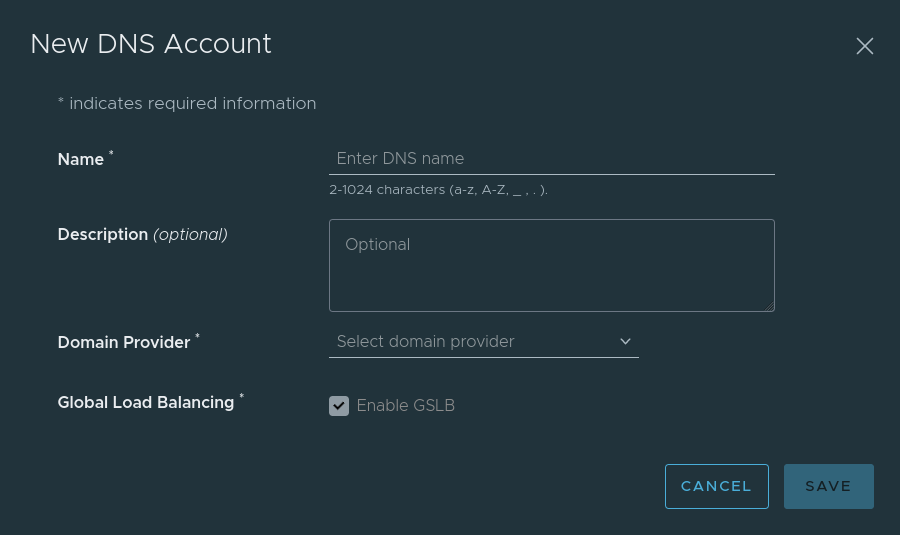 New DNS Account
* indicates required information
Name *
Enter DNS name
2-1024 characters (a-z, A-Z, _ , . ).
Description (optional)
Optional
Domain Provider *
Select domain provider
Global Load Balancing *
Enable GSLB
CANCEL
SAVE